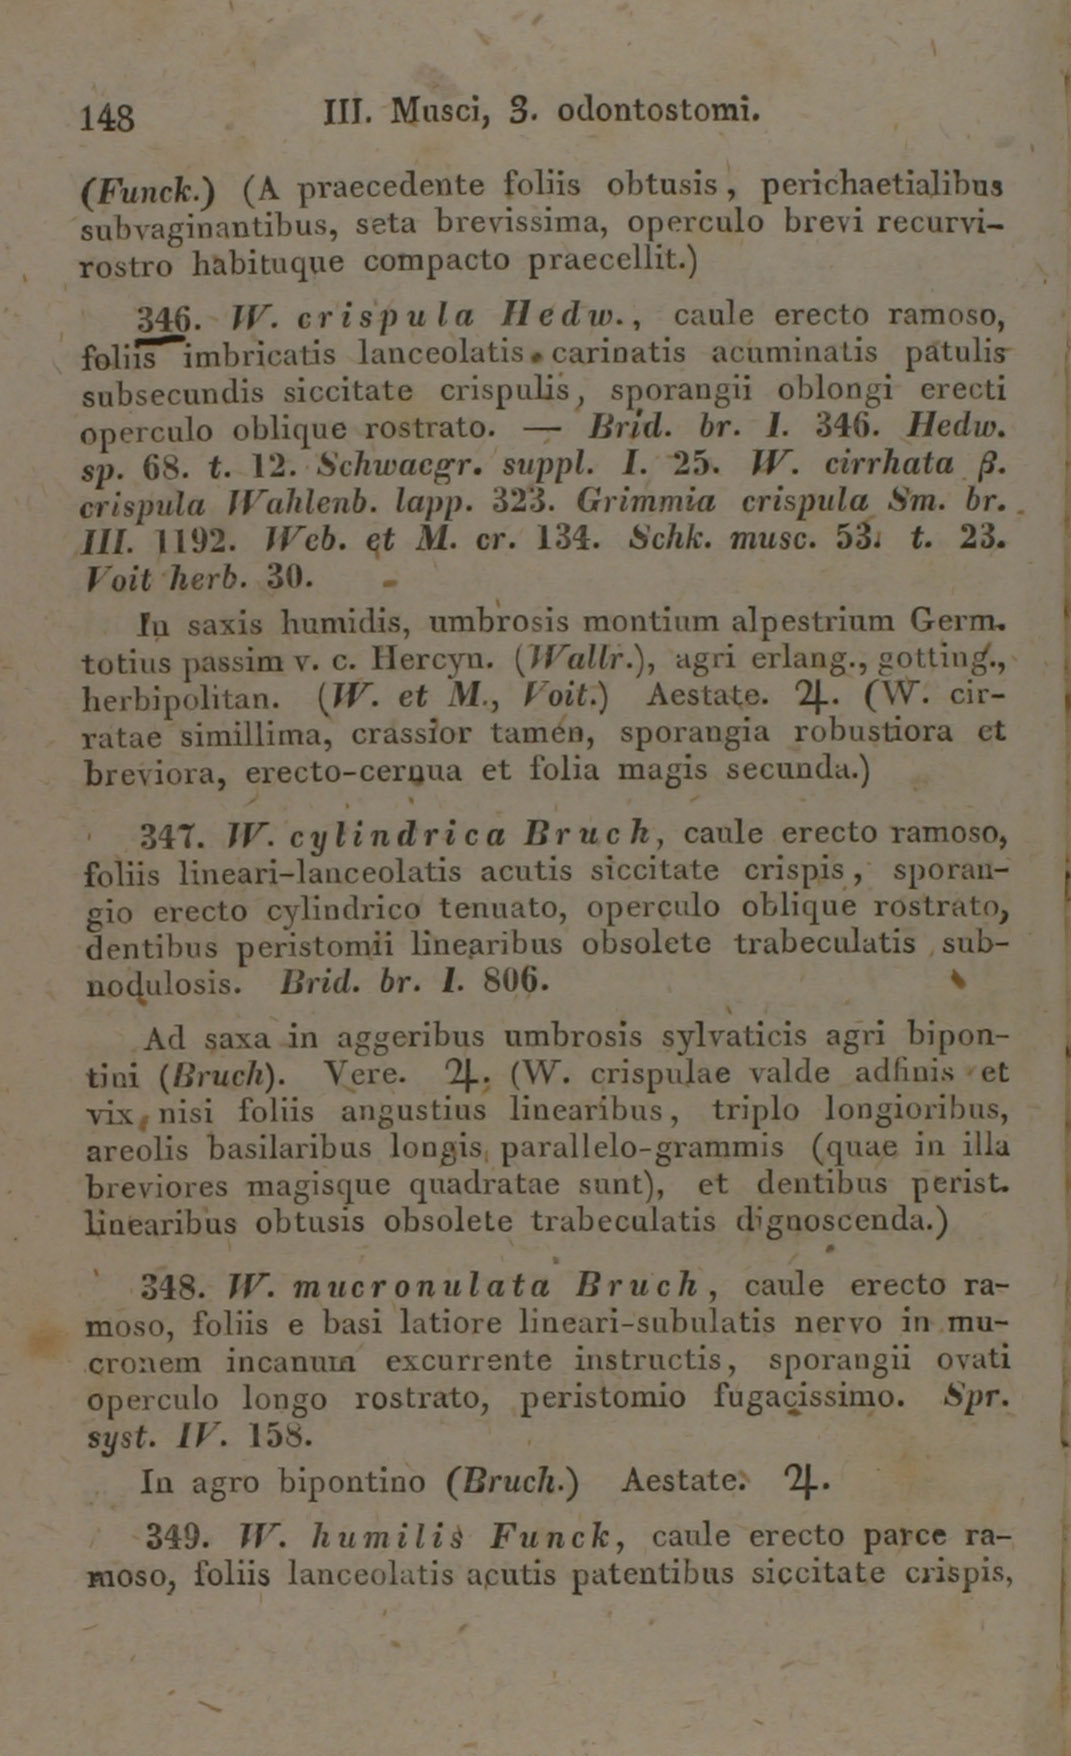 148 III. Musci, 3. odontostomi.
(Funck.) (A praecedente foliis obtusis, perichaetialibus
subvaginantibus, seta brevissima, operculo brevi recurvi-
rostro habituque compacto praecellit.)
346. W. crispula Hedw., caule erecto ramoso,
foliis imbricatis lanceolatis carinatis acuminatis patulis
subsecundis siccitate crispulis, sporangii oblongi erecti
operculo oblique rostrato. — Brid. br. I. 346. Hedw.
sp. 68. t. 12. Schwaegr. suppl. I. 25. W. cirrhata β.
crispula Wahlenb. lapp. 323. Grimmia crispula Sm. br.
III. 1192. Web. et M. cr. 134. Schk. musc. 53. t. 23.
Voit herb. 30.
In saxis humidis, umbrosis montium alpestrium Germ.
totius passim v. c. Hercyn. (Wallr.), agri erlang., gotting.,
herbipolitan. (W. et M., Voit.) Aestate. ♃. (W. cir-
ratae simillima, crassior tamen, sporangia robustiora et
breviora, erecto-cernua et folia magis secunda.)
347. W. cylindrica Bruch, caule erecto ramoso,
foliis lineari-lanceolatis acutis siccitate crispis, sporan-
gio erecto cylindrico tenuato, operculo oblique rostrato,
dentibus peristomii linearibus obsolete trabeculatis sub-
nodulosis. Brid. br. I. 806.
Ad saxa in aggeribus umbrosis sylvaticis agri bipon-
tini (Bruch). Vere. ♃. (W. crispulae valde adfinis et
vix nisi foliis angustius linearibus, triplo longioribus,
areolis basilaribus longis parallelo-grammis (quae in illa
breviores magisque quadratae sunt), et dentibus perist.
linearibus obtusis obsolete trabeculatis dignoscenda.)
348. W. mucronulata Bruch, caule erecto ra-
moso, foliis e basi latiore lineari-subulatis nervo in mu-
cronem incanum excurrente instructis, sporangii ovati
operculo longo rostrato, peristomio fugacissimo. Spr.
syst. IV. 158.
In agro bipontino (Bruch.) Aestate. ♃.
349. W. humilis Funck, caule erecto parce ra-
moso, foliis lanceolatis acutis patentibus siccitate crispis,